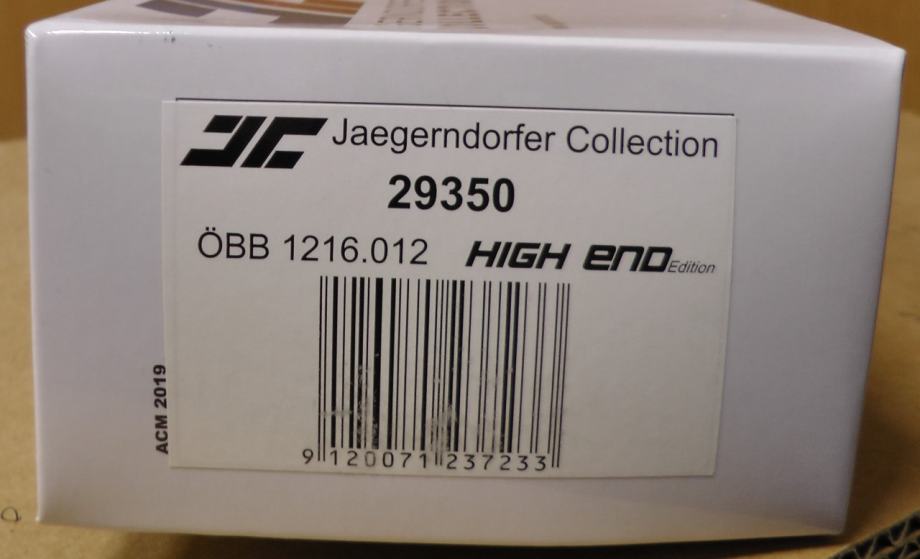 JC Jaegerndorfer Collection
29350
ÖBB 1216.012 HIGH END Edition
ACM 2019
9 120071 237233